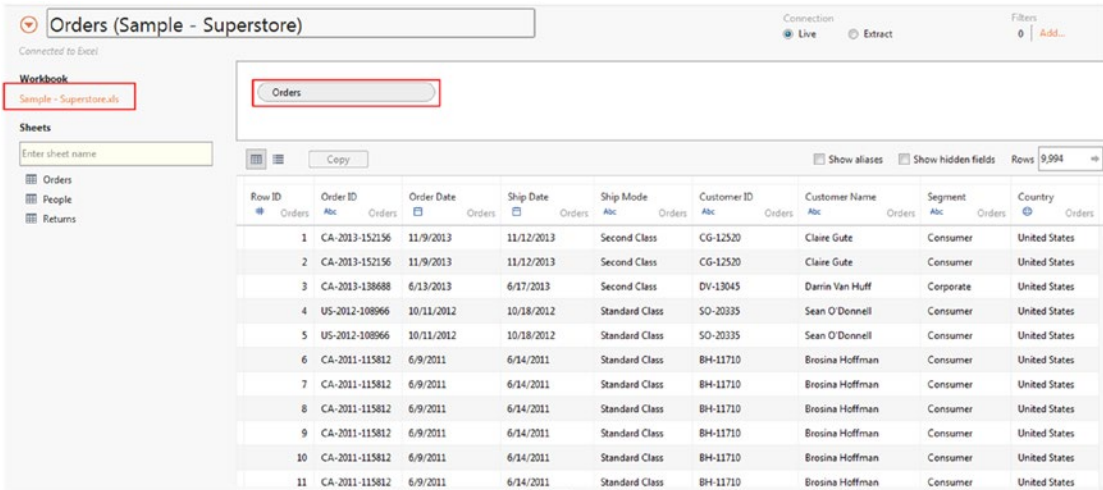 Orders (Sample - Superstore)
Connection
Filters
Live Extract
0 Add...
Connected to Excel
Workbook
Sample - Superstore.xls
Orders
Sheets
Enter sheet name
Copy
Show aliases Show hidden fields Rows 9,994
Orders
People
Returns
Row ID Order ID Order Date Ship Date Ship Mode Customer ID Customer Name Segment Country
Orders Abc Orders Orders Orders Abc Orders Abc Orders Abc Orders Abc Orders Orders
1 CA-2013-152156 11/9/2013 11/12/2013 Second Class CG-12520 Claire Gute Consumer United States
2 CA-2013-152156 11/9/2013 11/12/2013 Second Class CG-12520 Claire Gute Consumer United States
3 CA-2013-138688 6/13/2013 6/17/2013 Second Class DV-13045 Darrin Van Huff Corporate United States
4 US-2012-108966 10/11/2012 10/18/2012 Standard Class SO-20335 Sean O'Donnell Consumer United States
5 US-2012-108966 10/11/2012 10/18/2012 Standard Class SO-20335 Sean O'Donnell Consumer United States
6 CA-2011-115812 6/9/2011 6/14/2011 Standard Class BH-11710 Brosina Hoffman Consumer United States
7 CA-2011-115812 6/9/2011 6/14/2011 Standard Class BH-11710 Brosina Hoffman Consumer United States
8 CA-2011-115812 6/9/2011 6/14/2011 Standard Class BH-11710 Brosina Hoffman Consumer United States
9 CA-2011-115812 6/9/2011 6/14/2011 Standard Class BH-11710 Brosina Hoffman Consumer United States
10 CA-2011-115812 6/9/2011 6/14/2011 Standard Class BH-11710 Brosina Hoffman Consumer United States
11 CA-2011-115812 6/9/2011 6/14/2011 Standard Class BH-11710 Brosina Hoffman Consumer United States